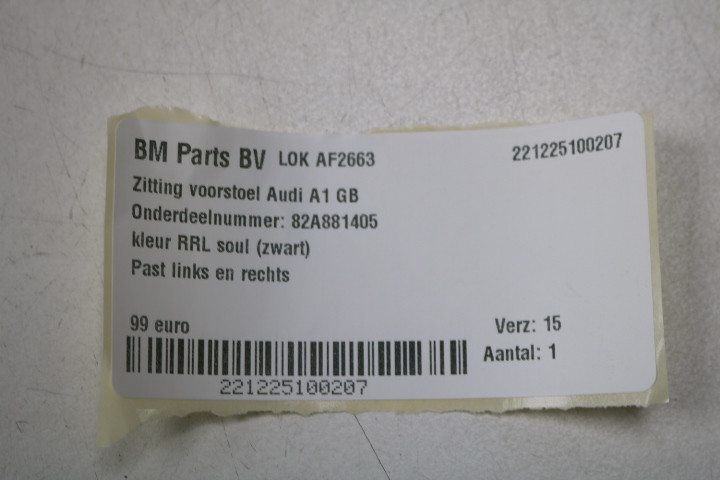 BM Parts BV LOK AF2663 221225100207
Zitting voorstoel Audi A1 GB
Onderdeelnummer: 82A881405
kleur RRL soul (zwart)
Past links en rechts
99 euro Verz: 15
Aantal: 1
221225100207